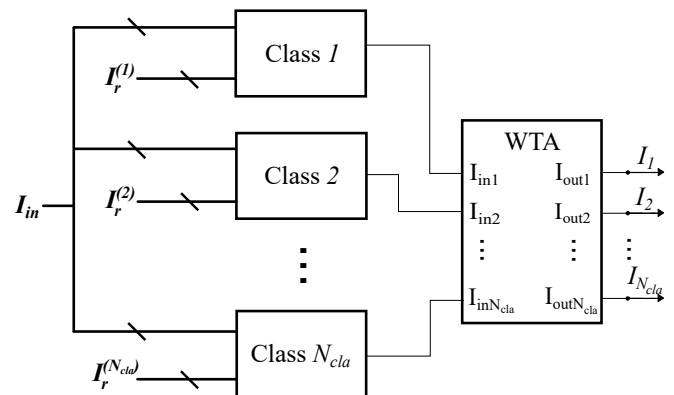 Class 1
I_r^(1)
WTA
I_in1 I_out1 I_1
Class 2
I_r^(2)
I_in
I_in2 I_out2 I_2
⋮
⋮ ⋮ ⋮
I_inN_cla I_outN_cla I_N_cla
Class N_cla
I_r^(N_cla)